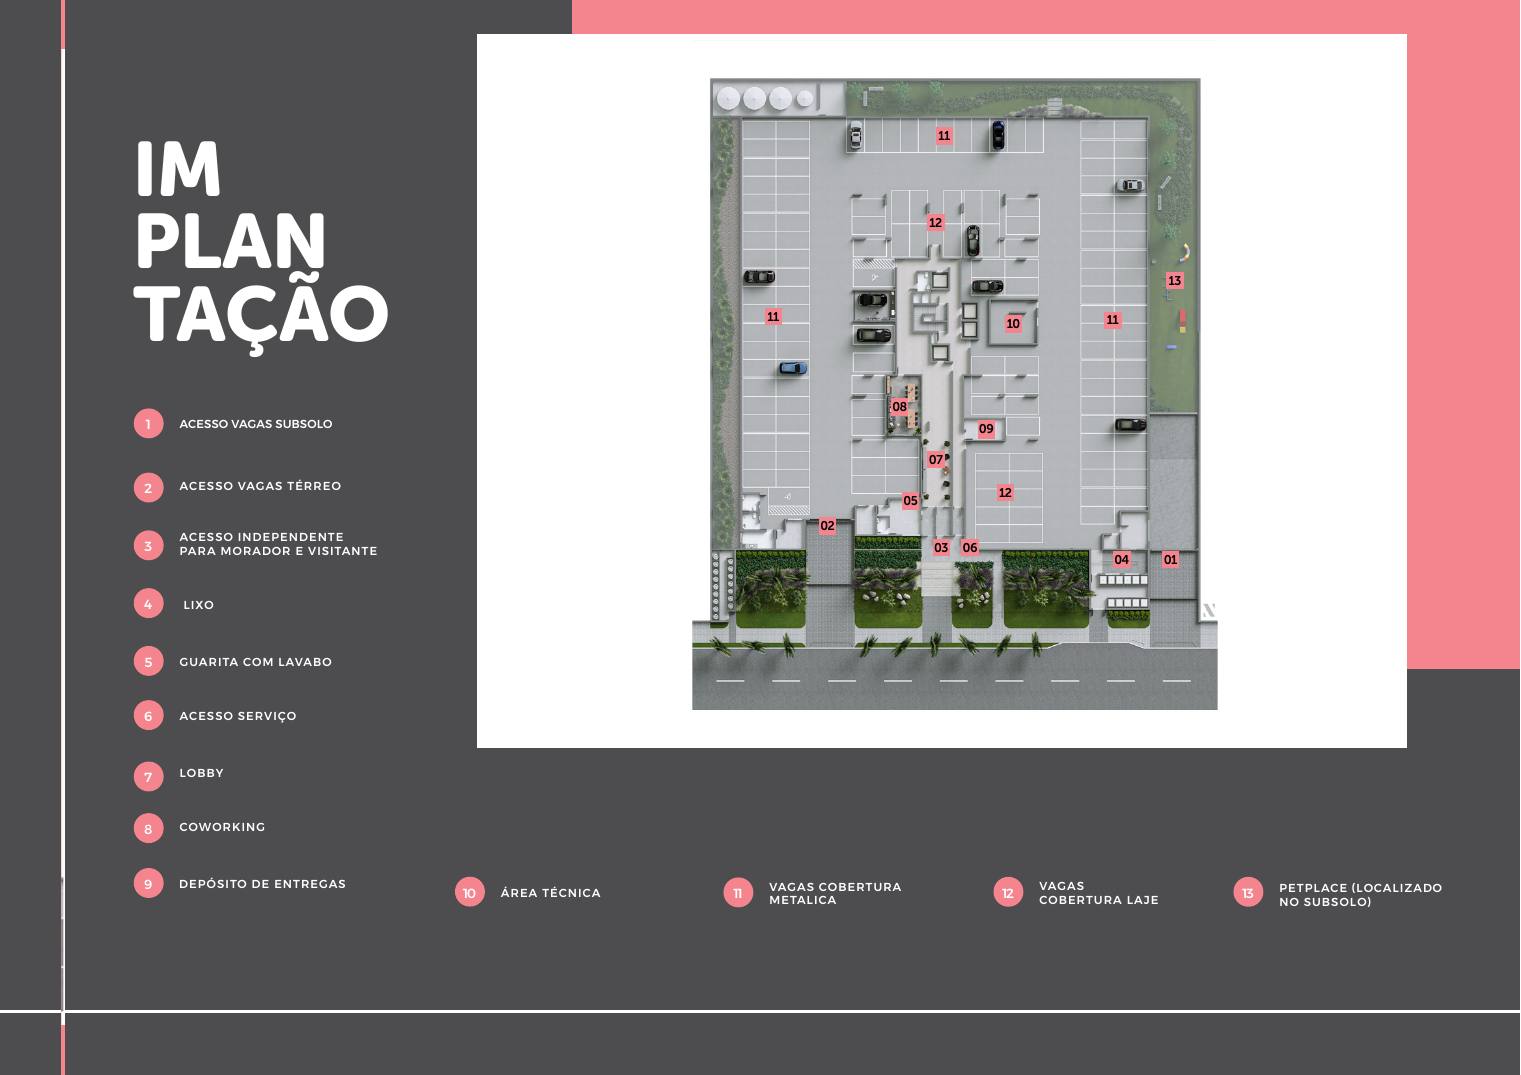 IM
PLAN
TAÇÃO
1 ACESSO VAGAS SUBSOLO
2 ACESSO VAGAS TÉRREO
3 ACESSO INDEPENDENTE
PARA MORADOR E VISITANTE
4 LIXO
5 GUARITA COM LAVABO
6 ACESSO SERVIÇO
7 LOBBY
8 COWORKING
9 DEPÓSITO DE ENTREGAS
10 ÁREA TÉCNICA
11 VAGAS COBERTURA
METALICA
12 VAGAS
COBERTURA LAJE
13 PETPLACE (LOCALIZADO
NO SUBSOLO)
11
12
13
11
11
10
08
09
07
12
05
02
03
06
04
01